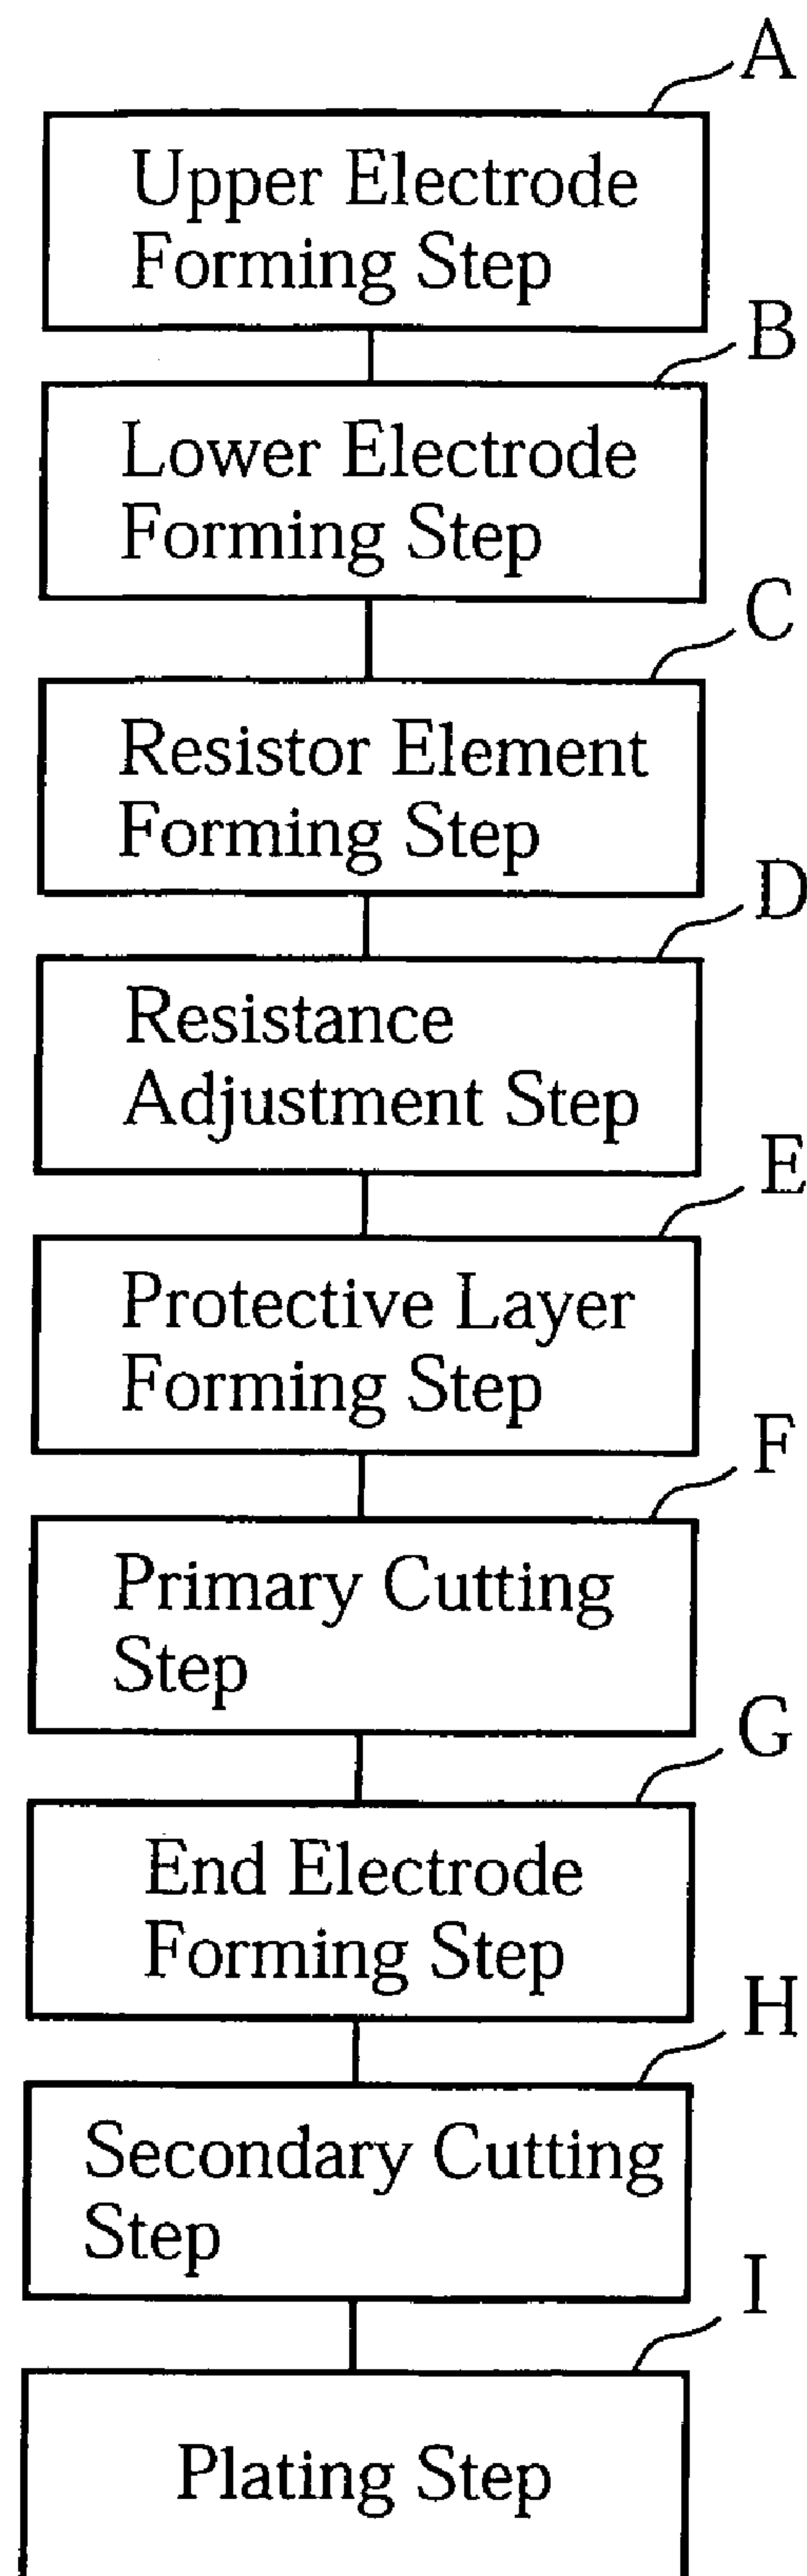 A
Upper Electrode
Forming Step
B
Lower Electrode
Forming Step
C
Resistor Element
Forming Step
D
Resistance
Adjustment Step
E
Protective Layer
Forming Step
F
Primary Cutting
Step
G
End Electrode
Forming Step
H
Secondary Cutting
Step
I
Plating Step